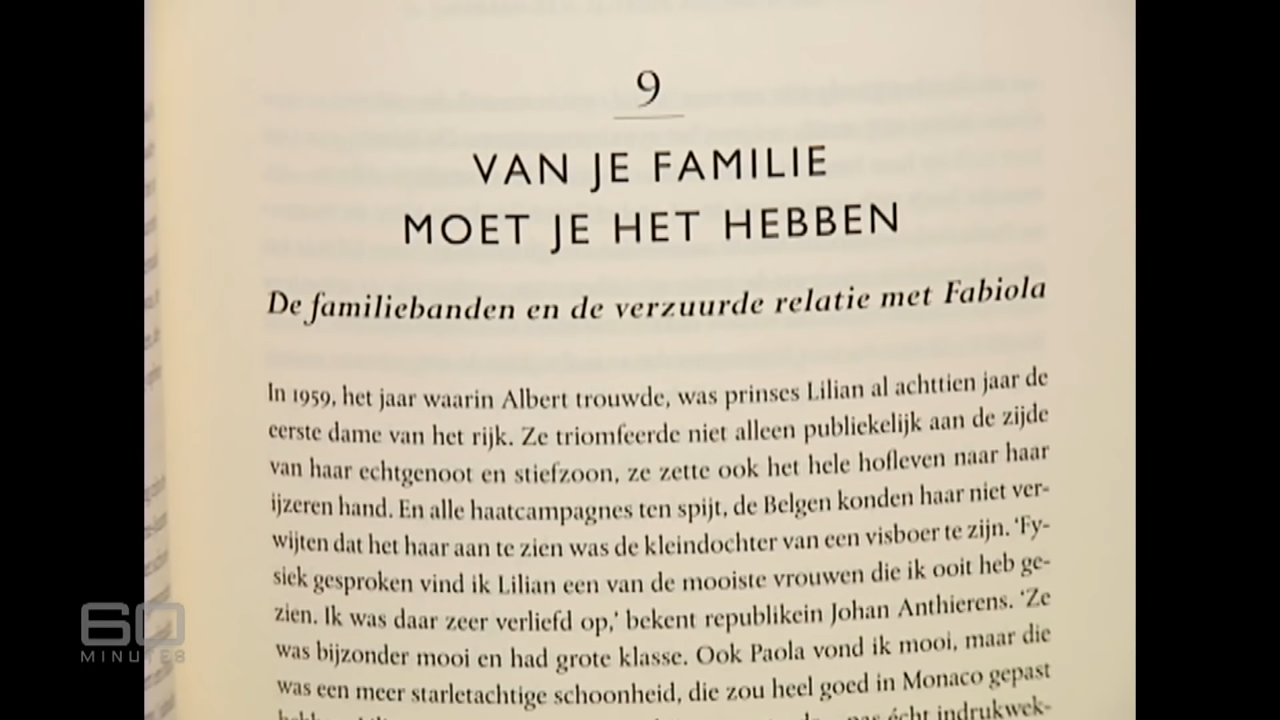 9
VAN JE FAMILIE
MOET JE HET HEBBEN
De familiebanden en de verzuurde relatie met Fabiola
In 1959, het jaar waarin Albert trouwde, was prinses Lilian al achttien jaar de
eerste dame van het rijk. Ze triomfeerde niet alleen publiekelijk aan de zijde
van haar echtgenoot en stiefzoon, ze zette ook het hele hofleven naar haar
ijzeren hand. En alle haatcampagnes ten spijt, de Belgen konden haar niet ver-
wijten dat het haar aan te zien was de kleindochter van een visboer te zijn. ‘Fy-
siek gesproken vind ik Lilian een van de mooiste vrouwen die ik ooit heb ge-
zien. Ik was daar zeer verliefd op,’ bekent republikein Johan Anthierens. ‘Ze
was bijzonder mooi en had grote klasse. Ook Paola vond ik mooi, maar die
was een meer starletachtige schoonheid, die zou heel goed in Monaco gepast
écht indrukwek-
60
MINUTES